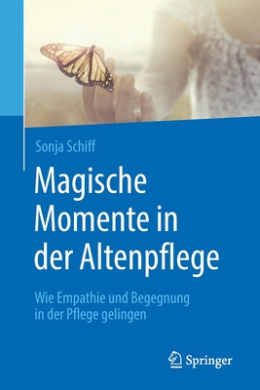 Sonja Schiff
Magische
Momente in
der Altenpflege
Wie Empathie und Begegnung
in der Pflege gelingen
Springer